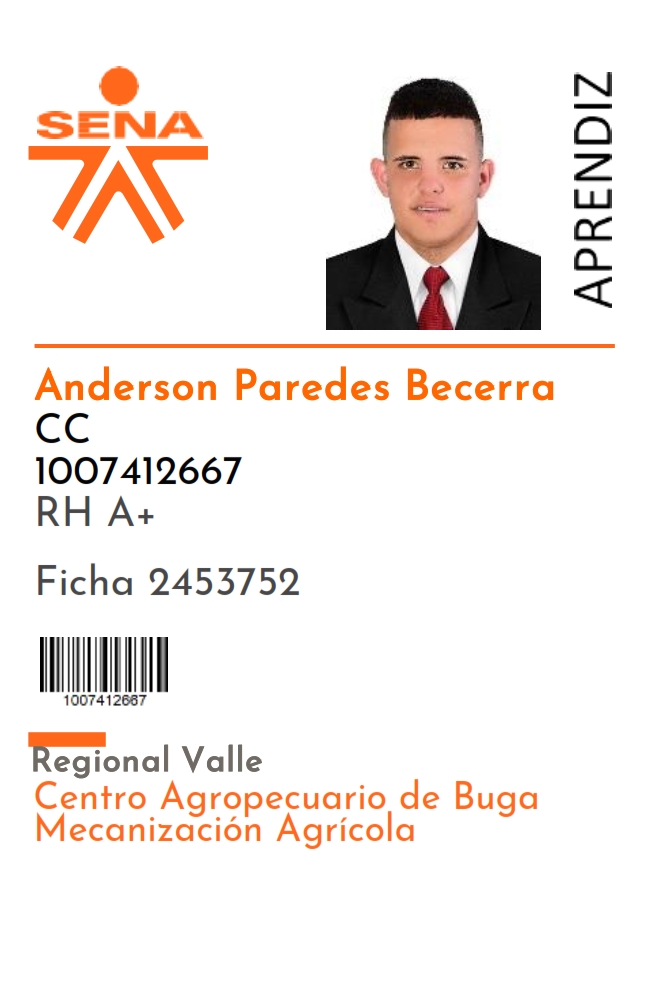 SENA
APRENDIZ
Anderson Paredes Becerra
CC
1007412667
RH A+
Ficha 2453752
1007412667
Regional Valle
Centro Agropecuario de Buga
Mecanización Agrícola